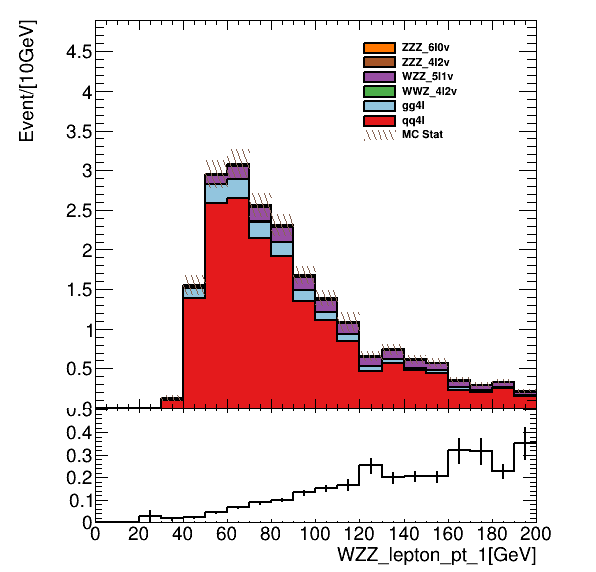 Event/[10GeV]
4.5
4
3.5
3
2.5
2
1.5
1
0.5
0
ZZZ_6l0v
ZZZ_4l2v
WZZ_5l1v
WWZ_4l2v
gg4l
qq4l
MC Stat
0.5
0.4
0.3
0.2
0.1
0
0 20 40 60 80 100 120 140 160 180 200
WZZ_lepton_pt_1[GeV]